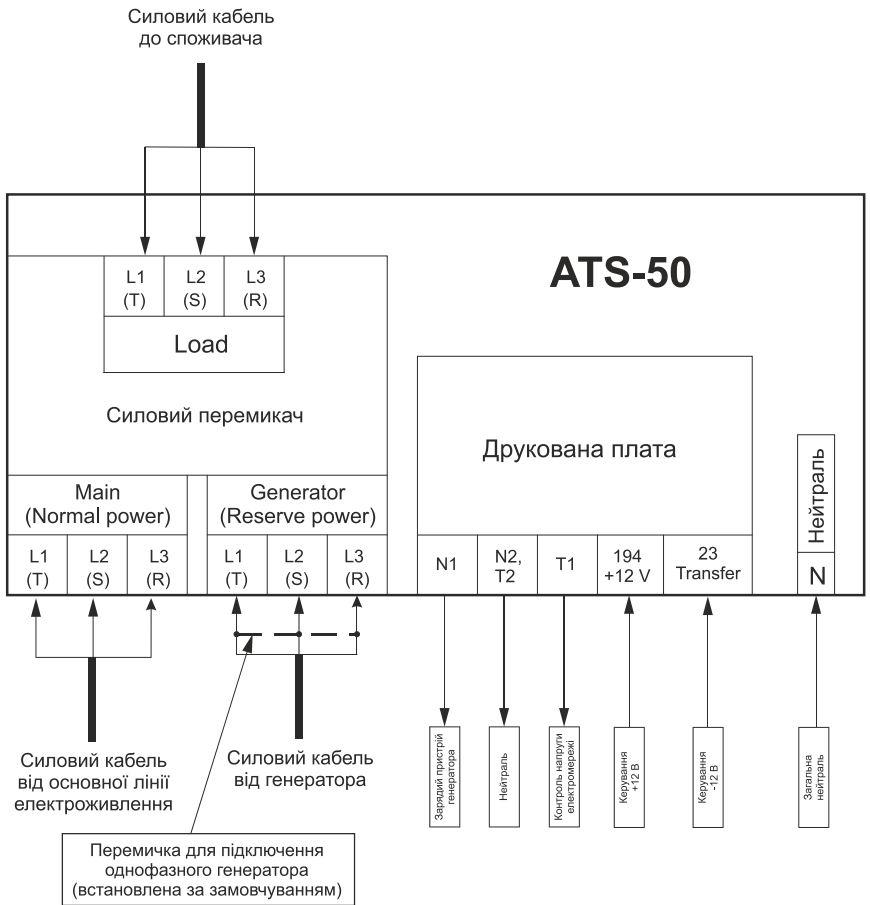 Силовий кабель
до споживача
ATS-50
L1
(T)
L2
(S)
L3
(R)
Load
Силовий перемикач
Друкована плата
Нейтраль
N
Main
(Normal power)
Generator
(Reserve power)
L1
(T)
L2
(S)
L3
(R)
L1
(T)
L2
(S)
L3
(R)
N1
N2,
T2
T1
194
+12 V
23
Transfer
Силовий кабель
від основної лінії
електроживлення
Силовий кабель
від генератора
Зарядий пристрій
генератора
Нейтраль
Контроль напруги
електромережі
Керування
+12 В
Керування
-12 В
Загальна
нейтраль
Перемичка для підключення
однофазного генератора
(встановлена за замовчуванням)